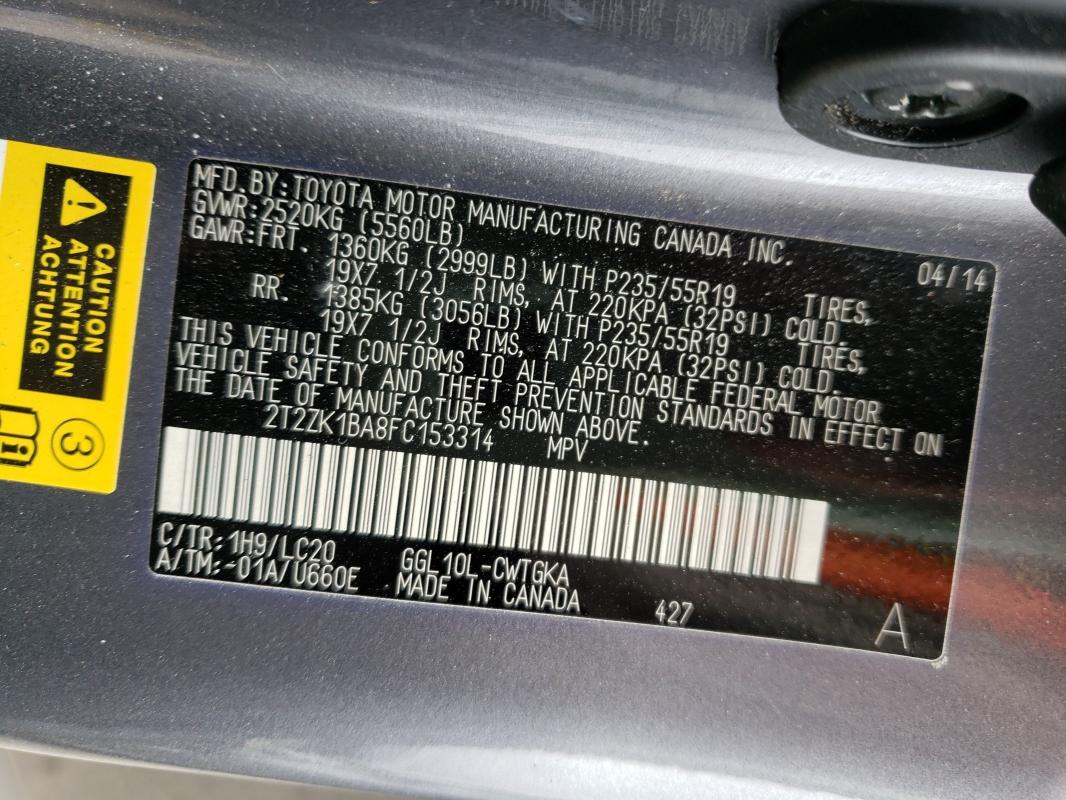 CAUTION
ATTENTION
ACHTUNG
3
MFD. BY: TOYOTA MOTOR MANUFACTURING CANADA INC. 04/14
GVWR: 2520KG (5560LB)
GAWR: FRT. 1360KG (2999LB) WITH P235/55R19 TIRES,
19X7 1/2J RIMS, AT 220KPA (32PSI) COLD.
RR. 1385KG (3056LB) WITH P235/55R19 TIRES,
19X7 1/2J RIMS, AT 220KPA (32PSI) COLD.
THIS VEHICLE CONFORMS TO ALL APPLICABLE FEDERAL MOTOR
VEHICLE SAFETY AND THEFT PREVENTION STANDARDS IN EFFECT ON
THE DATE OF MANUFACTURE SHOWN ABOVE.
2T2ZK1BA8FC153314 MPV
C/TR: 1H9/LC20 GGL10L-CWTGKA
A/TM: -01A/U660E MADE IN CANADA 427 A